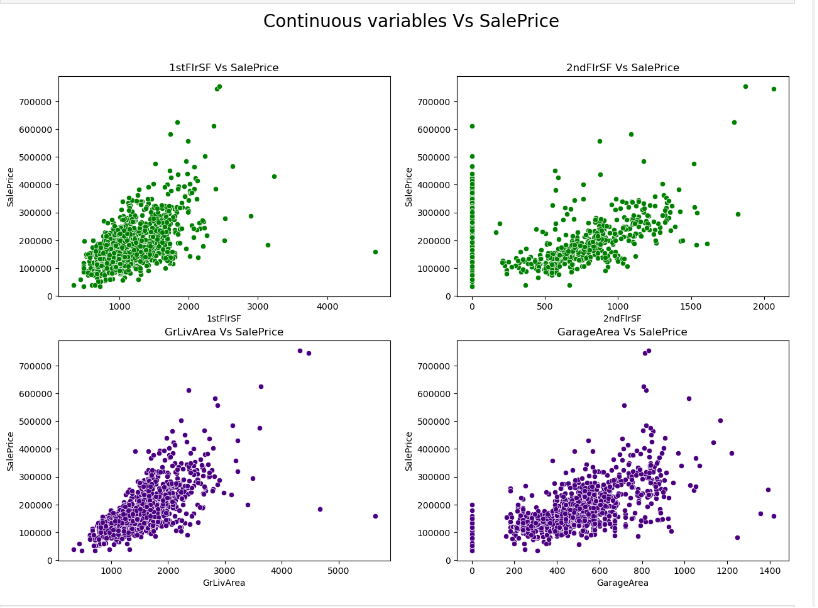 Continuous variables Vs SalePrice
1stFlrSF Vs SalePrice
700000
600000
500000
400000
300000
200000
100000
0
SalePrice
1000 2000 3000 4000
1stFlrSF
2ndFlrSF Vs SalePrice
700000
600000
500000
400000
300000
200000
100000
0
SalePrice
0 500 1000 1500 2000
2ndFlrSF
GrLivArea Vs SalePrice
700000
600000
500000
400000
300000
200000
100000
0
SalePrice
1000 2000 3000 4000 5000
GrLivArea
GarageArea Vs SalePrice
700000
600000
500000
400000
300000
200000
100000
0
SalePrice
0 200 400 600 800 1000 1200 1400
GarageArea